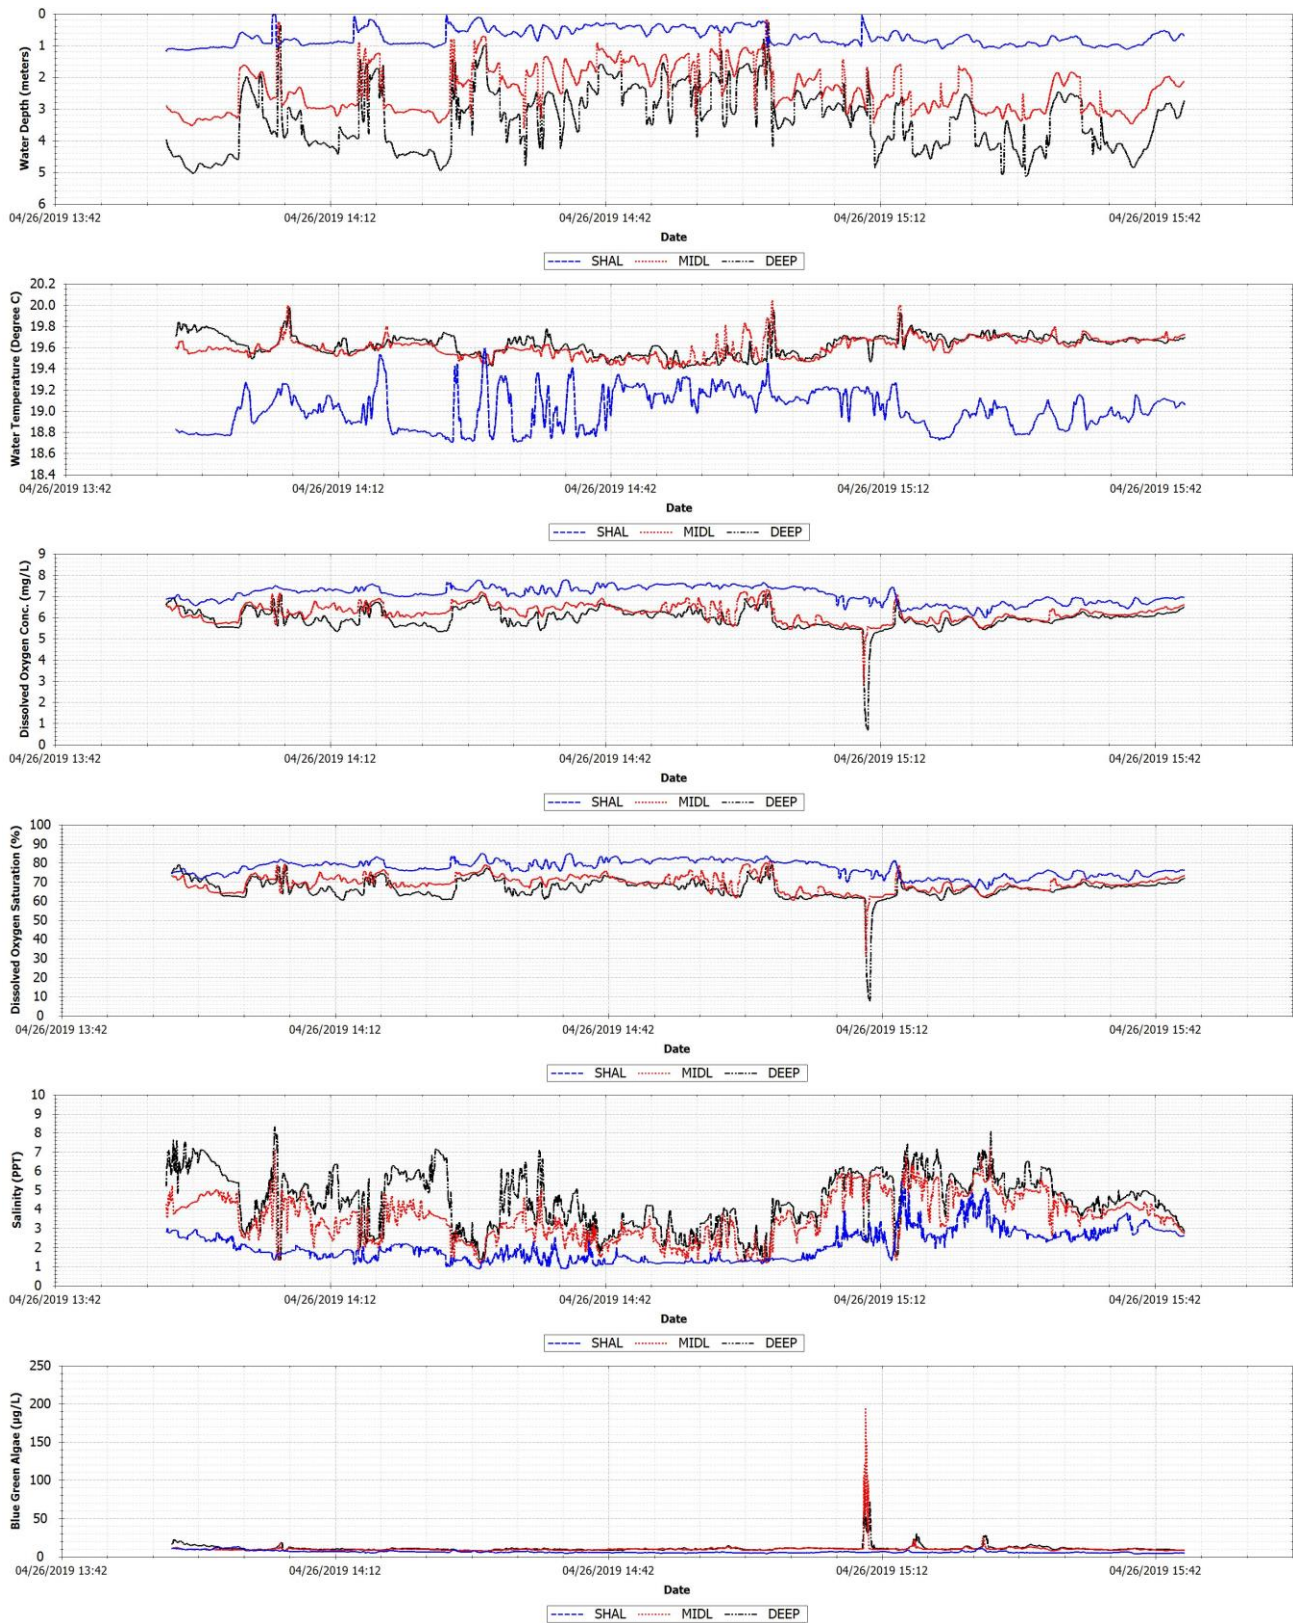 Water Depth (meters)
0
1
2
3
4
5
6
04/26/2019 13:42 04/26/2019 14:12 04/26/2019 14:42 04/26/2019 15:12 04/26/2019 15:42
Date
SHAL MIDL DEEP
Water Temperature (Degree C)
20.2
20.0
19.8
19.6
19.4
19.2
19.0
18.8
18.6
18.4
04/26/2019 13:42 04/26/2019 14:12 04/26/2019 14:42 04/26/2019 15:12 04/26/2019 15:42
Date
SHAL MIDL DEEP
Dissolved Oxygen Conc. (mg/L)
9
8
7
6
5
4
3
2
1
0
04/26/2019 13:42 04/26/2019 14:12 04/26/2019 14:42 04/26/2019 15:12 04/26/2019 15:42
Date
SHAL MIDL DEEP
Dissolved Oxygen Saturation (%)
100
90
80
70
60
50
40
30
20
10
0
04/26/2019 13:42 04/26/2019 14:12 04/26/2019 14:42 04/26/2019 15:12 04/26/2019 15:42
Date
SHAL MIDL DEEP
Salinity (PPT)
10
9
8
7
6
5
4
3
2
1
0
04/26/2019 13:42 04/26/2019 14:12 04/26/2019 14:42 04/26/2019 15:12 04/26/2019 15:42
Date
SHAL MIDL DEEP
Blue Green Algae (µg/L)
250
200
150
100
50
0
04/26/2019 13:42 04/26/2019 14:12 04/26/2019 14:42 04/26/2019 15:12 04/26/2019 15:42
Date
SHAL MIDL DEEP